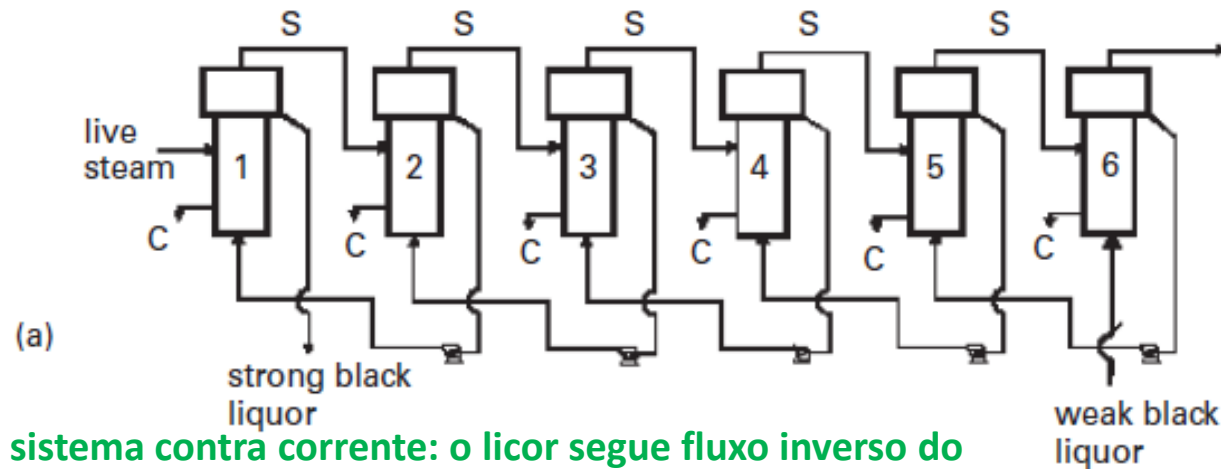 S S S S S
live
steam
1 2 3 4 5 6
C C C C C C
(a)
strong black
liquor
weak black
liquor
sistema contra corrente: o licor segue fluxo inverso do